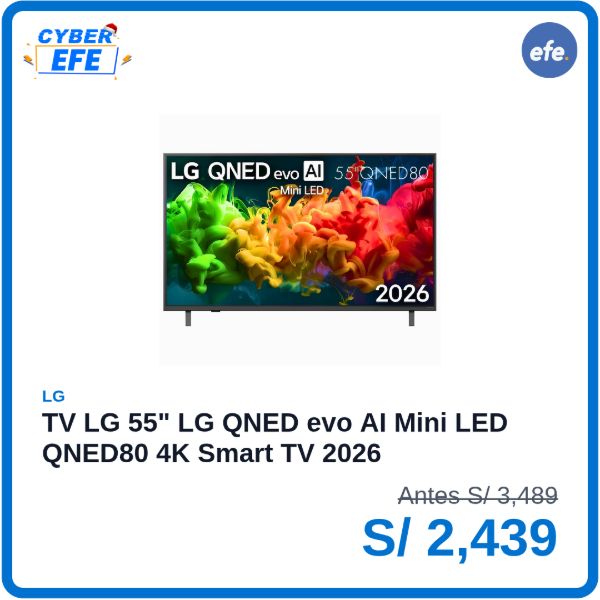 CYBER
EFE
efe.
LG QNED evo AI 55"QNED80
Mini LED
2026
LG
TV LG 55" LG QNED evo AI Mini LED
QNED80 4K Smart TV 2026
Antes S/ 3,489
S/ 2,439